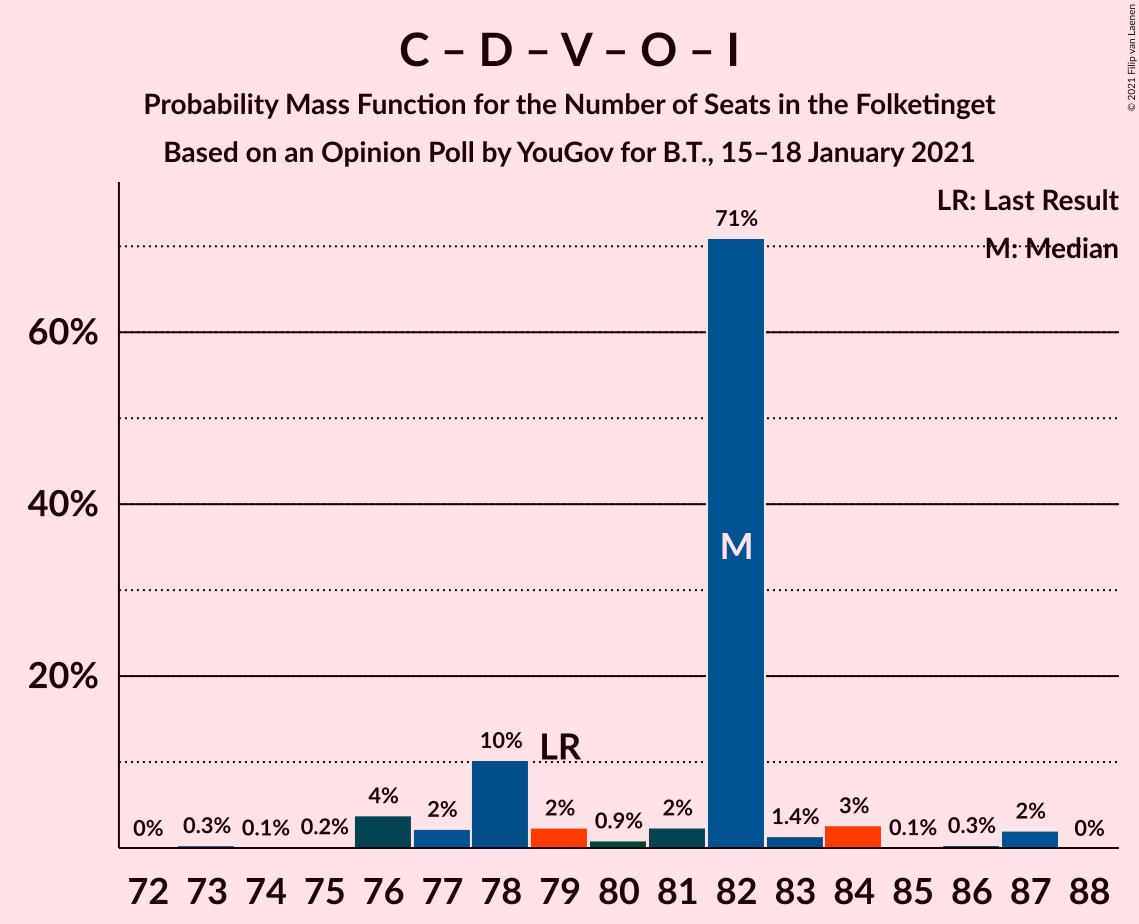 C – D – V – O – I
Probability Mass Function for the Number of Seats in the Folketinget
Based on an Opinion Poll by YouGov for B.T., 15–18 January 2021
© 2021 Filip van Laenen
LR: Last Result
M: Median
60%
40%
20%
0% 0.3% 0.1% 0.2% 4% 2% 10% 2% 0.9% 2% 71% 1.4% 3% 0.1% 0.3% 2% 0%
LR
M
72 73 74 75 76 77 78 79 80 81 82 83 84 85 86 87 88